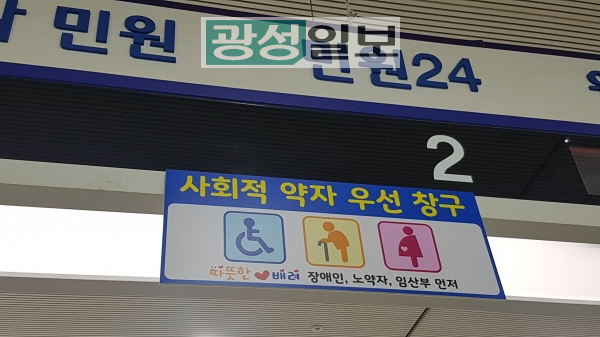 광성일보
민원 민원24
2
사회적 약자 우선 창구
따뜻한 배려 장애인, 노약자, 임산부 먼저